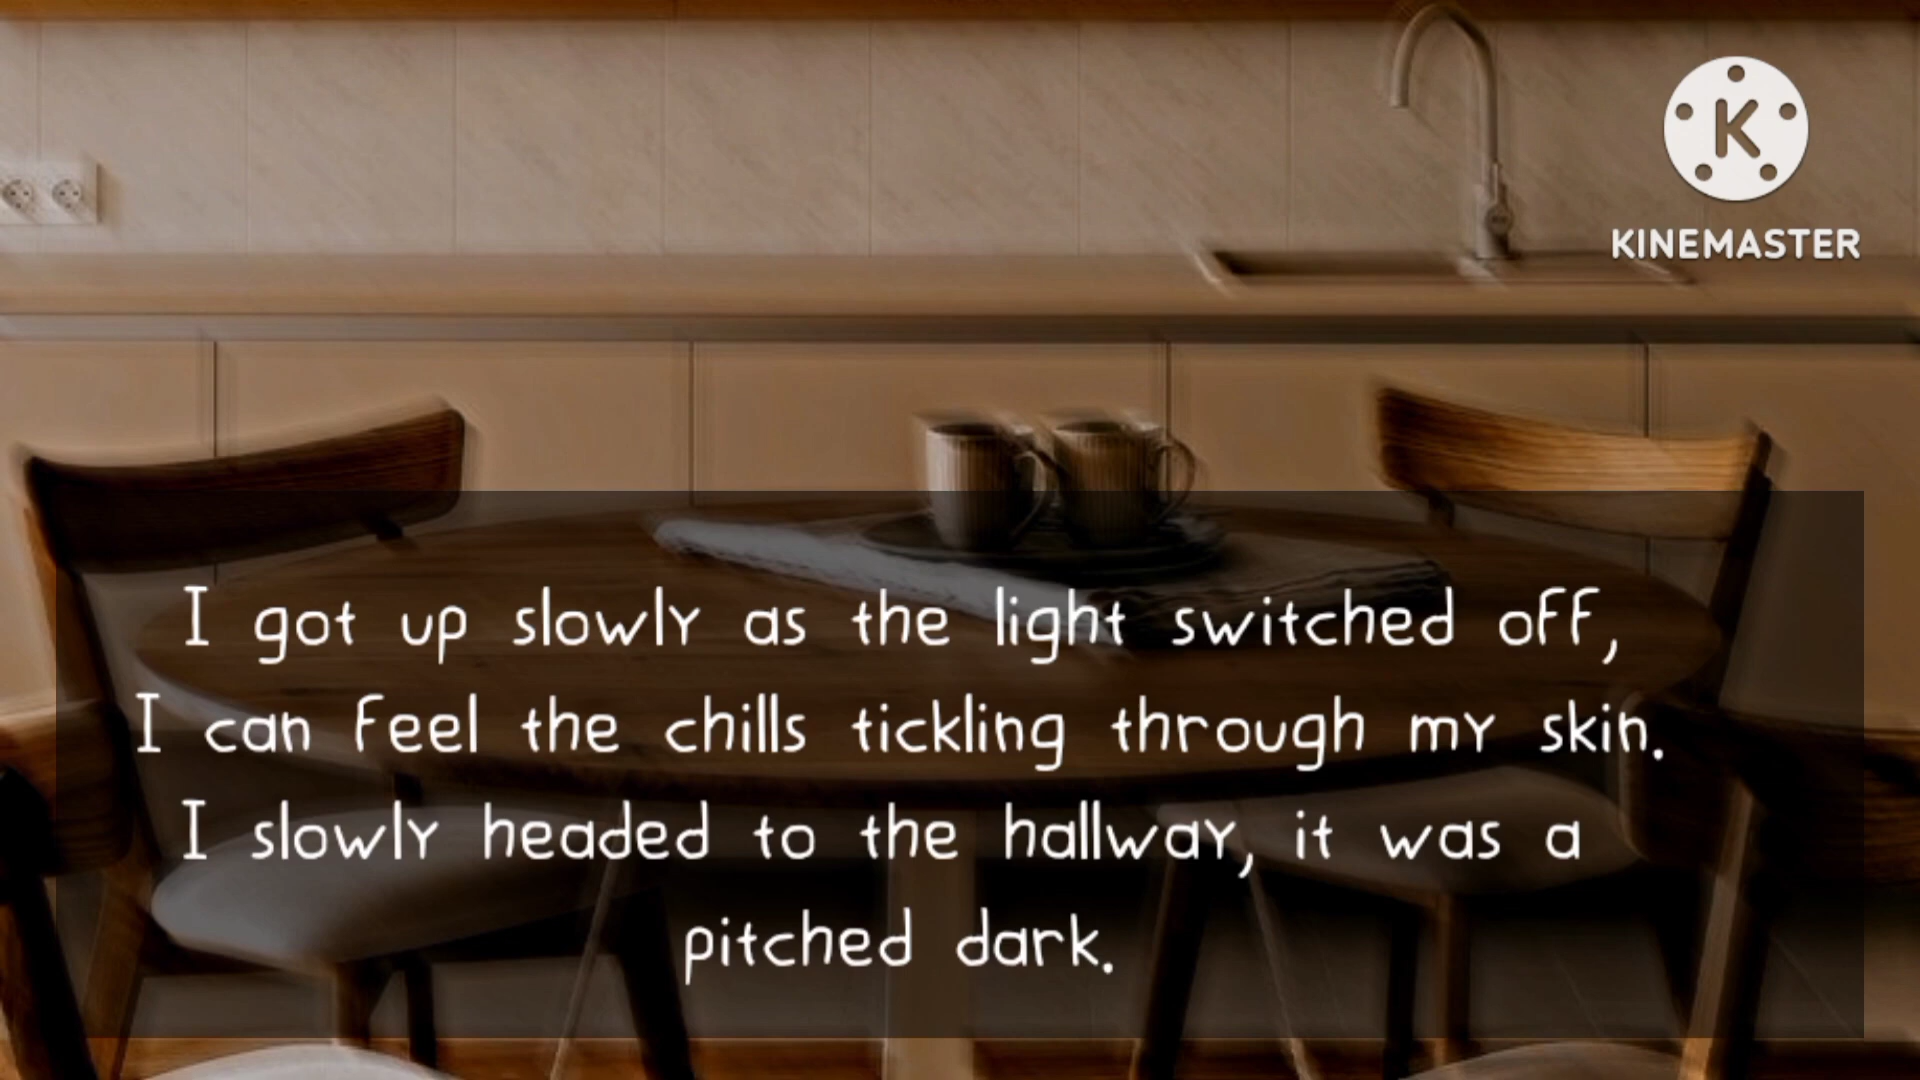 K
KINEMASTER
I got up slowly as the light switched off,
I can feel the chills tickling through my skin.
I slowly headed to the hallway, it was a
pitched dark.